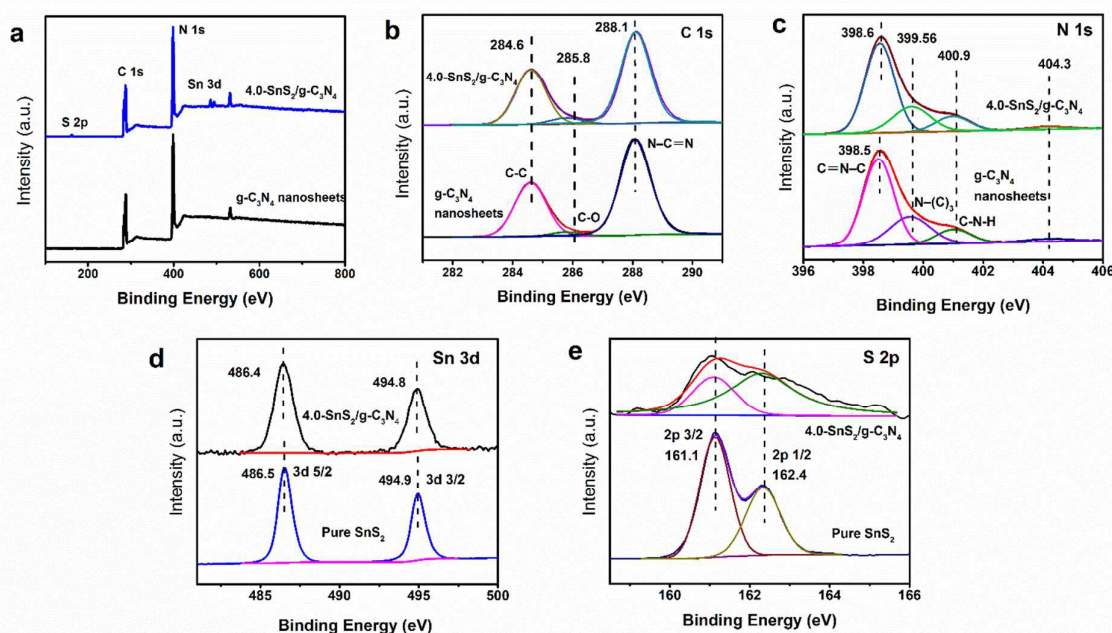 a
S 2p
C 1s
N 1s
Sn 3d
4.0-SnS₂/g-C₃N₄
g-C₃N₄ nanosheets
Intensity (a.u.)
200 400 600 800
Binding Energy (eV)
b
C 1s
284.6
285.8
288.1
4.0-SnS₂/g-C₃N₄
N–C=N
C-C
g-C₃N₄
nanosheets
C-O
Intensity (a.u.)
282 284 286 288 290
Binding Energy (eV)
c
N 1s
398.6
399.56
400.9
404.3
4.0-SnS₂/g-C₃N₄
398.5
C=N–C
g-C₃N₄
nanosheets
N–(C)₃
C-N-H
Intensity (a.u.)
396 398 400 402 404 406
Binding Energy (eV)
d
Sn 3d
486.4
494.8
4.0-SnS₂/g-C₃N₄
486.5
3d 5/2
494.9
3d 3/2
Pure SnS₂
Intensity (a.u.)
485 490 495 500
Binding Energy (eV)
e
S 2p
4.0-SnS₂/g-C₃N₄
2p 3/2
161.1
2p 1/2
162.4
Pure SnS₂
Intensity (a.u.)
160 162 164 166
Binding Energy (eV)